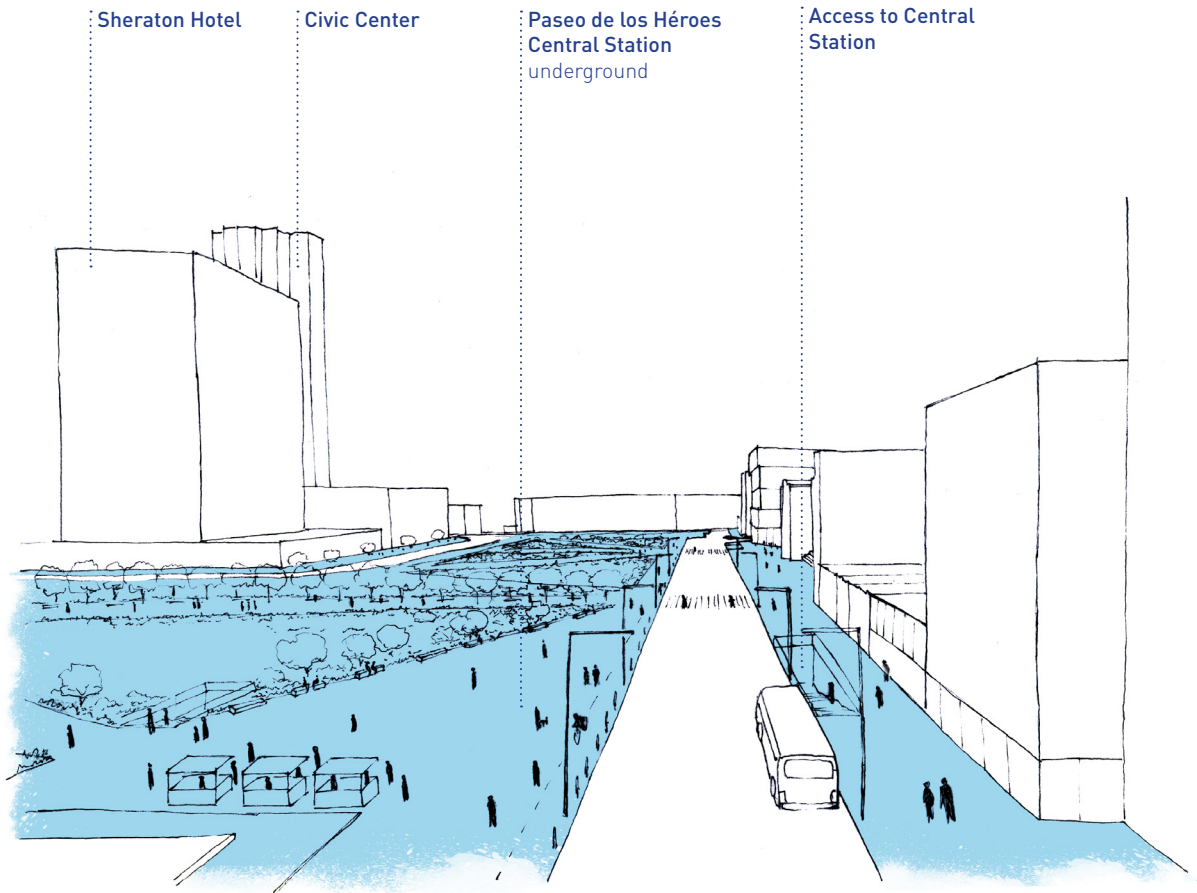 Sheraton Hotel
Civic Center
Paseo de los Héroes
Central Station
underground
Access to Central
Station